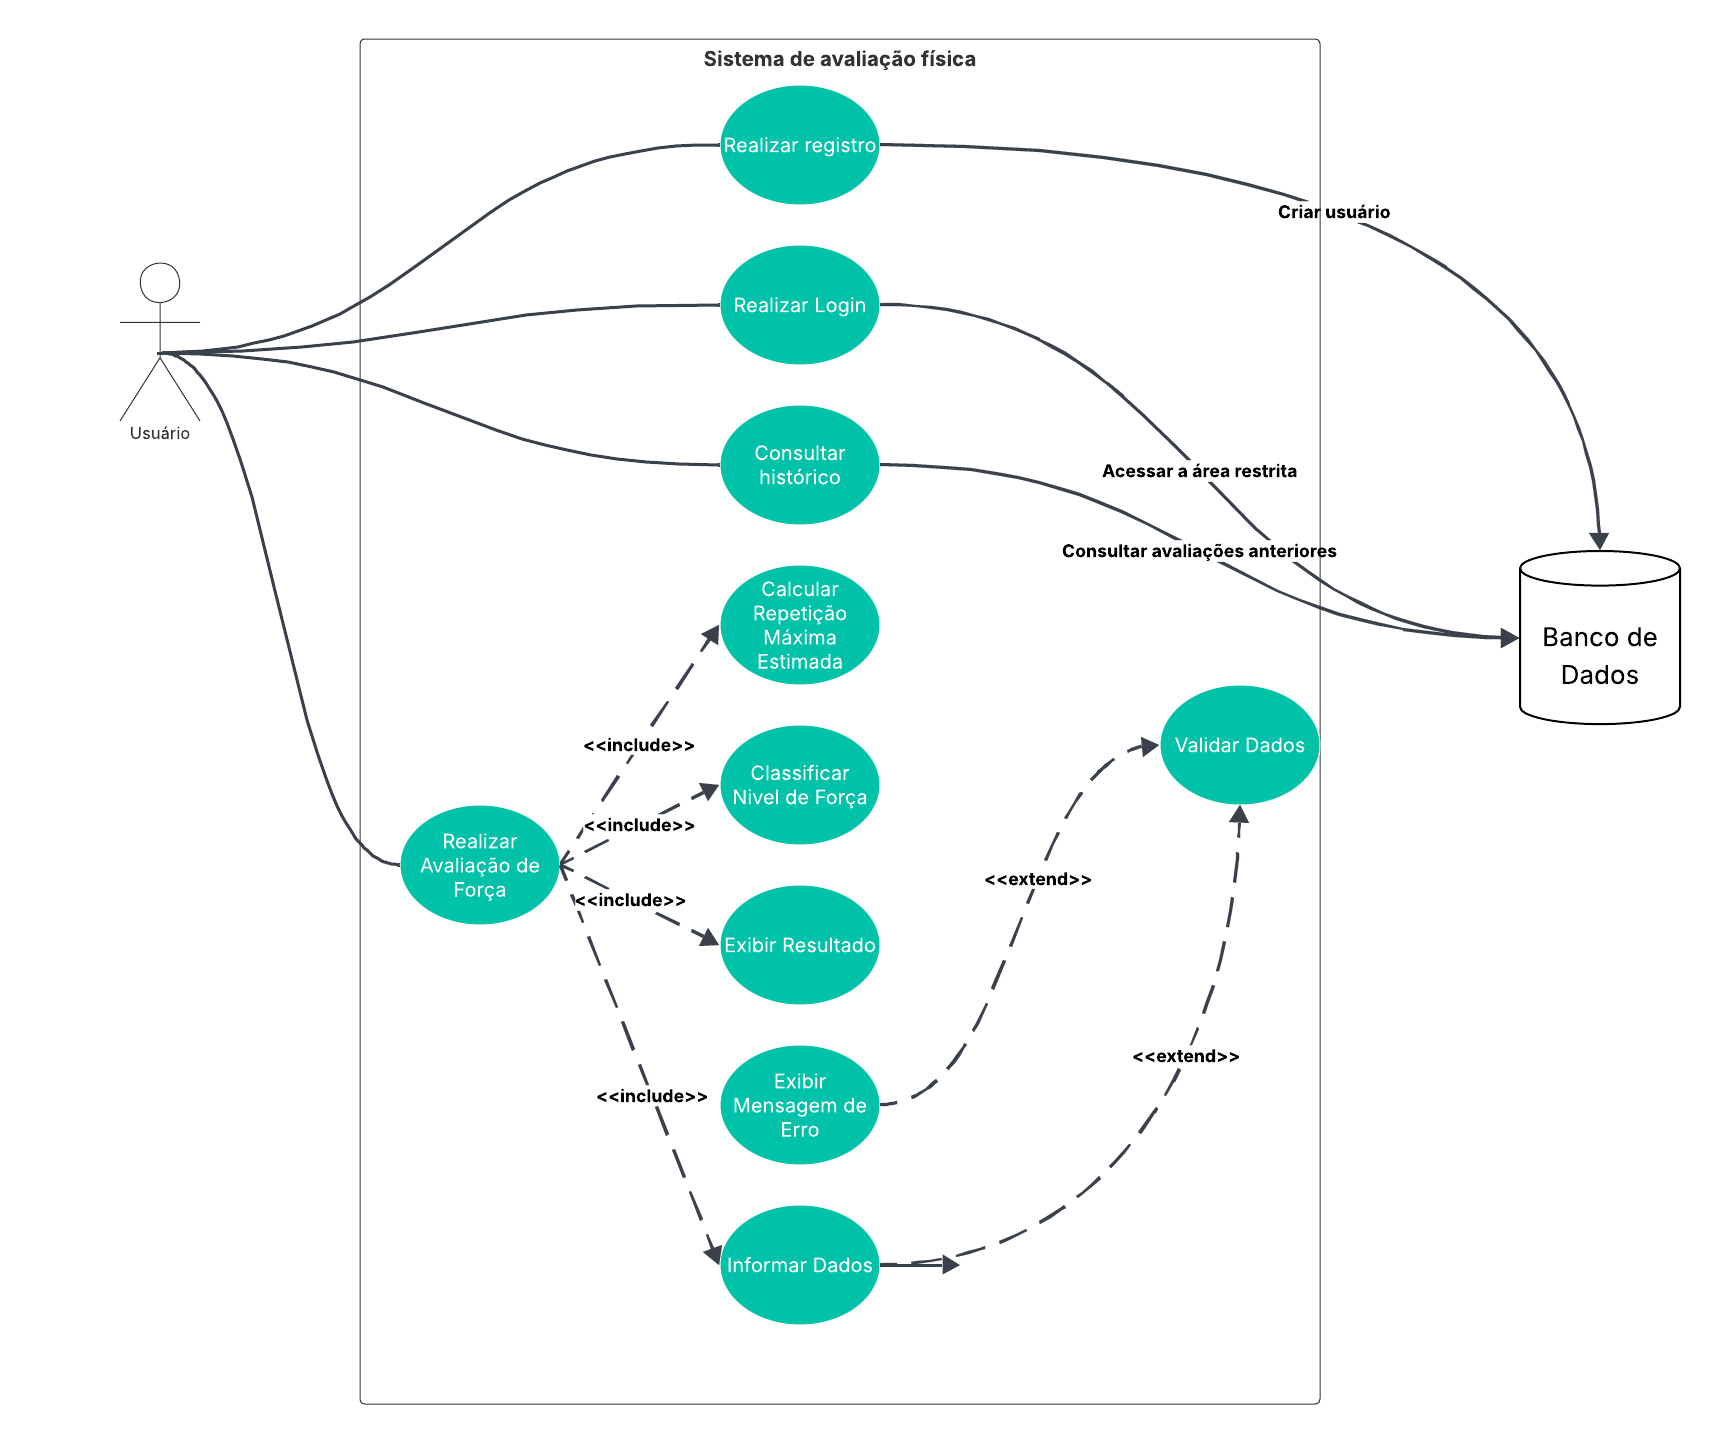 Sistema de avaliação física
Realizar registro
Criar usuário
Realizar Login
Usuário
Consultar
histórico
Acessar a área restrita
Consultar avaliações anteriores
Calcular
Repetição
Máxima
Estimada
Banco de
Dados
<<include>>
Classificar
Nivel de Força
Validar Dados
<<include>>
Realizar
Avaliação de
Força
<<extend>>
<<include>>
Exibir Resultado
<<extend>>
Exibir
Mensagem de
Erro
<<include>>
Informar Dados